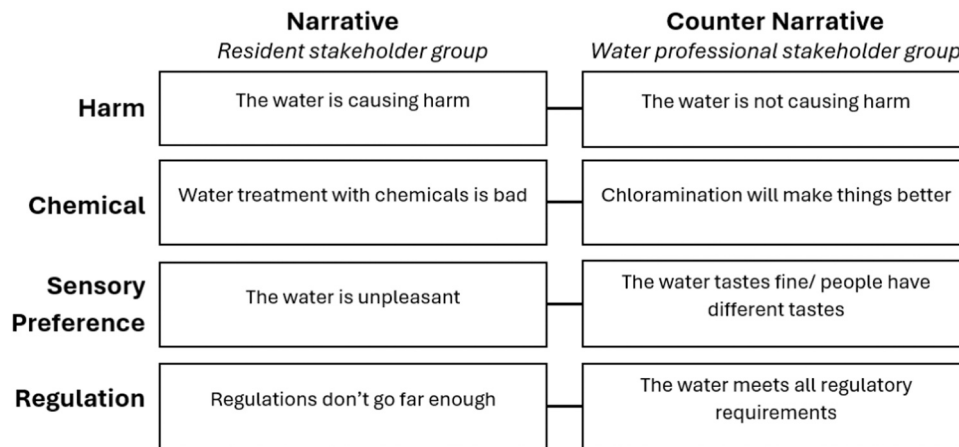 Narrative
Resident stakeholder group
Counter Narrative
Water professional stakeholder group
Harm
The water is causing harm
The water is not causing harm
Chemical
Water treatment with chemicals is bad
Chloramination will make things better
Sensory
Preference
The water is unpleasant
The water tastes fine/ people have
different tastes
Regulation
Regulations don’t go far enough
The water meets all regulatory
requirements